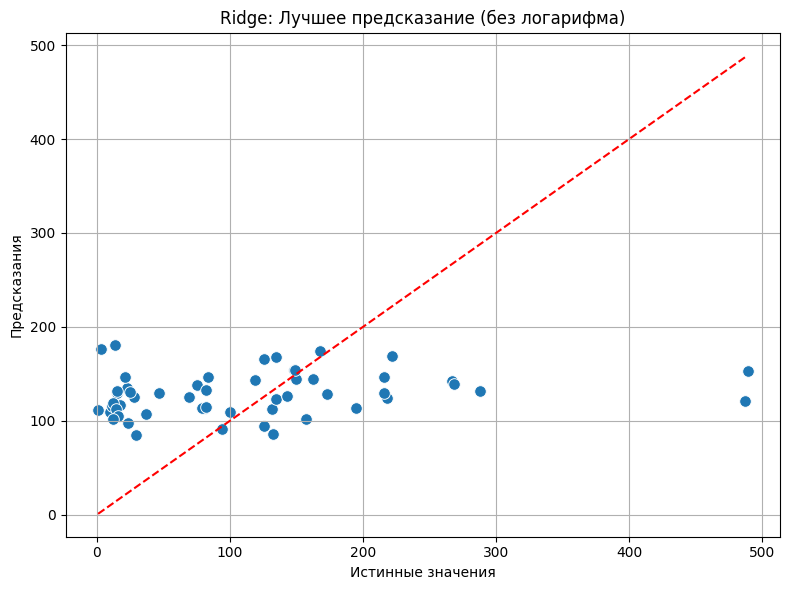 Ridge: Лучшее предсказание (без логарифма)
500
400
300
200
100
0
Предсказания
0 100 200 300 400 500
Истинные значения